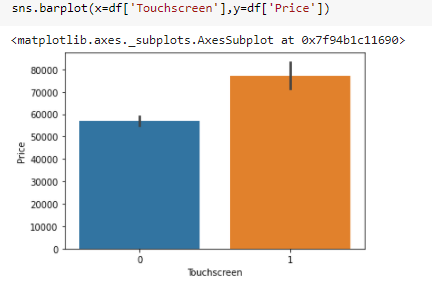 sns.barplot(x=df['Touchscreen'],y=df['Price'])
<matplotlib.axes._subplots.AxesSubplot at 0x7f94b1c11690>
80000
70000
60000
50000
40000
30000
20000
10000
0
Price
0 1
Touchscreen